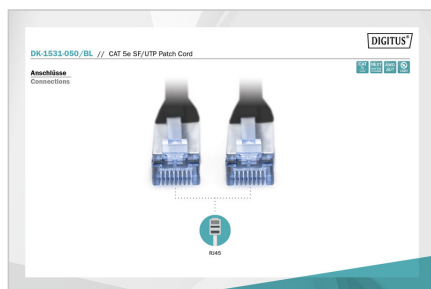 DIGITUS®
DK-1531-050/BL // CAT 5e SF/UTP Patch Cord
Anschlüsse
Connections
RJ45